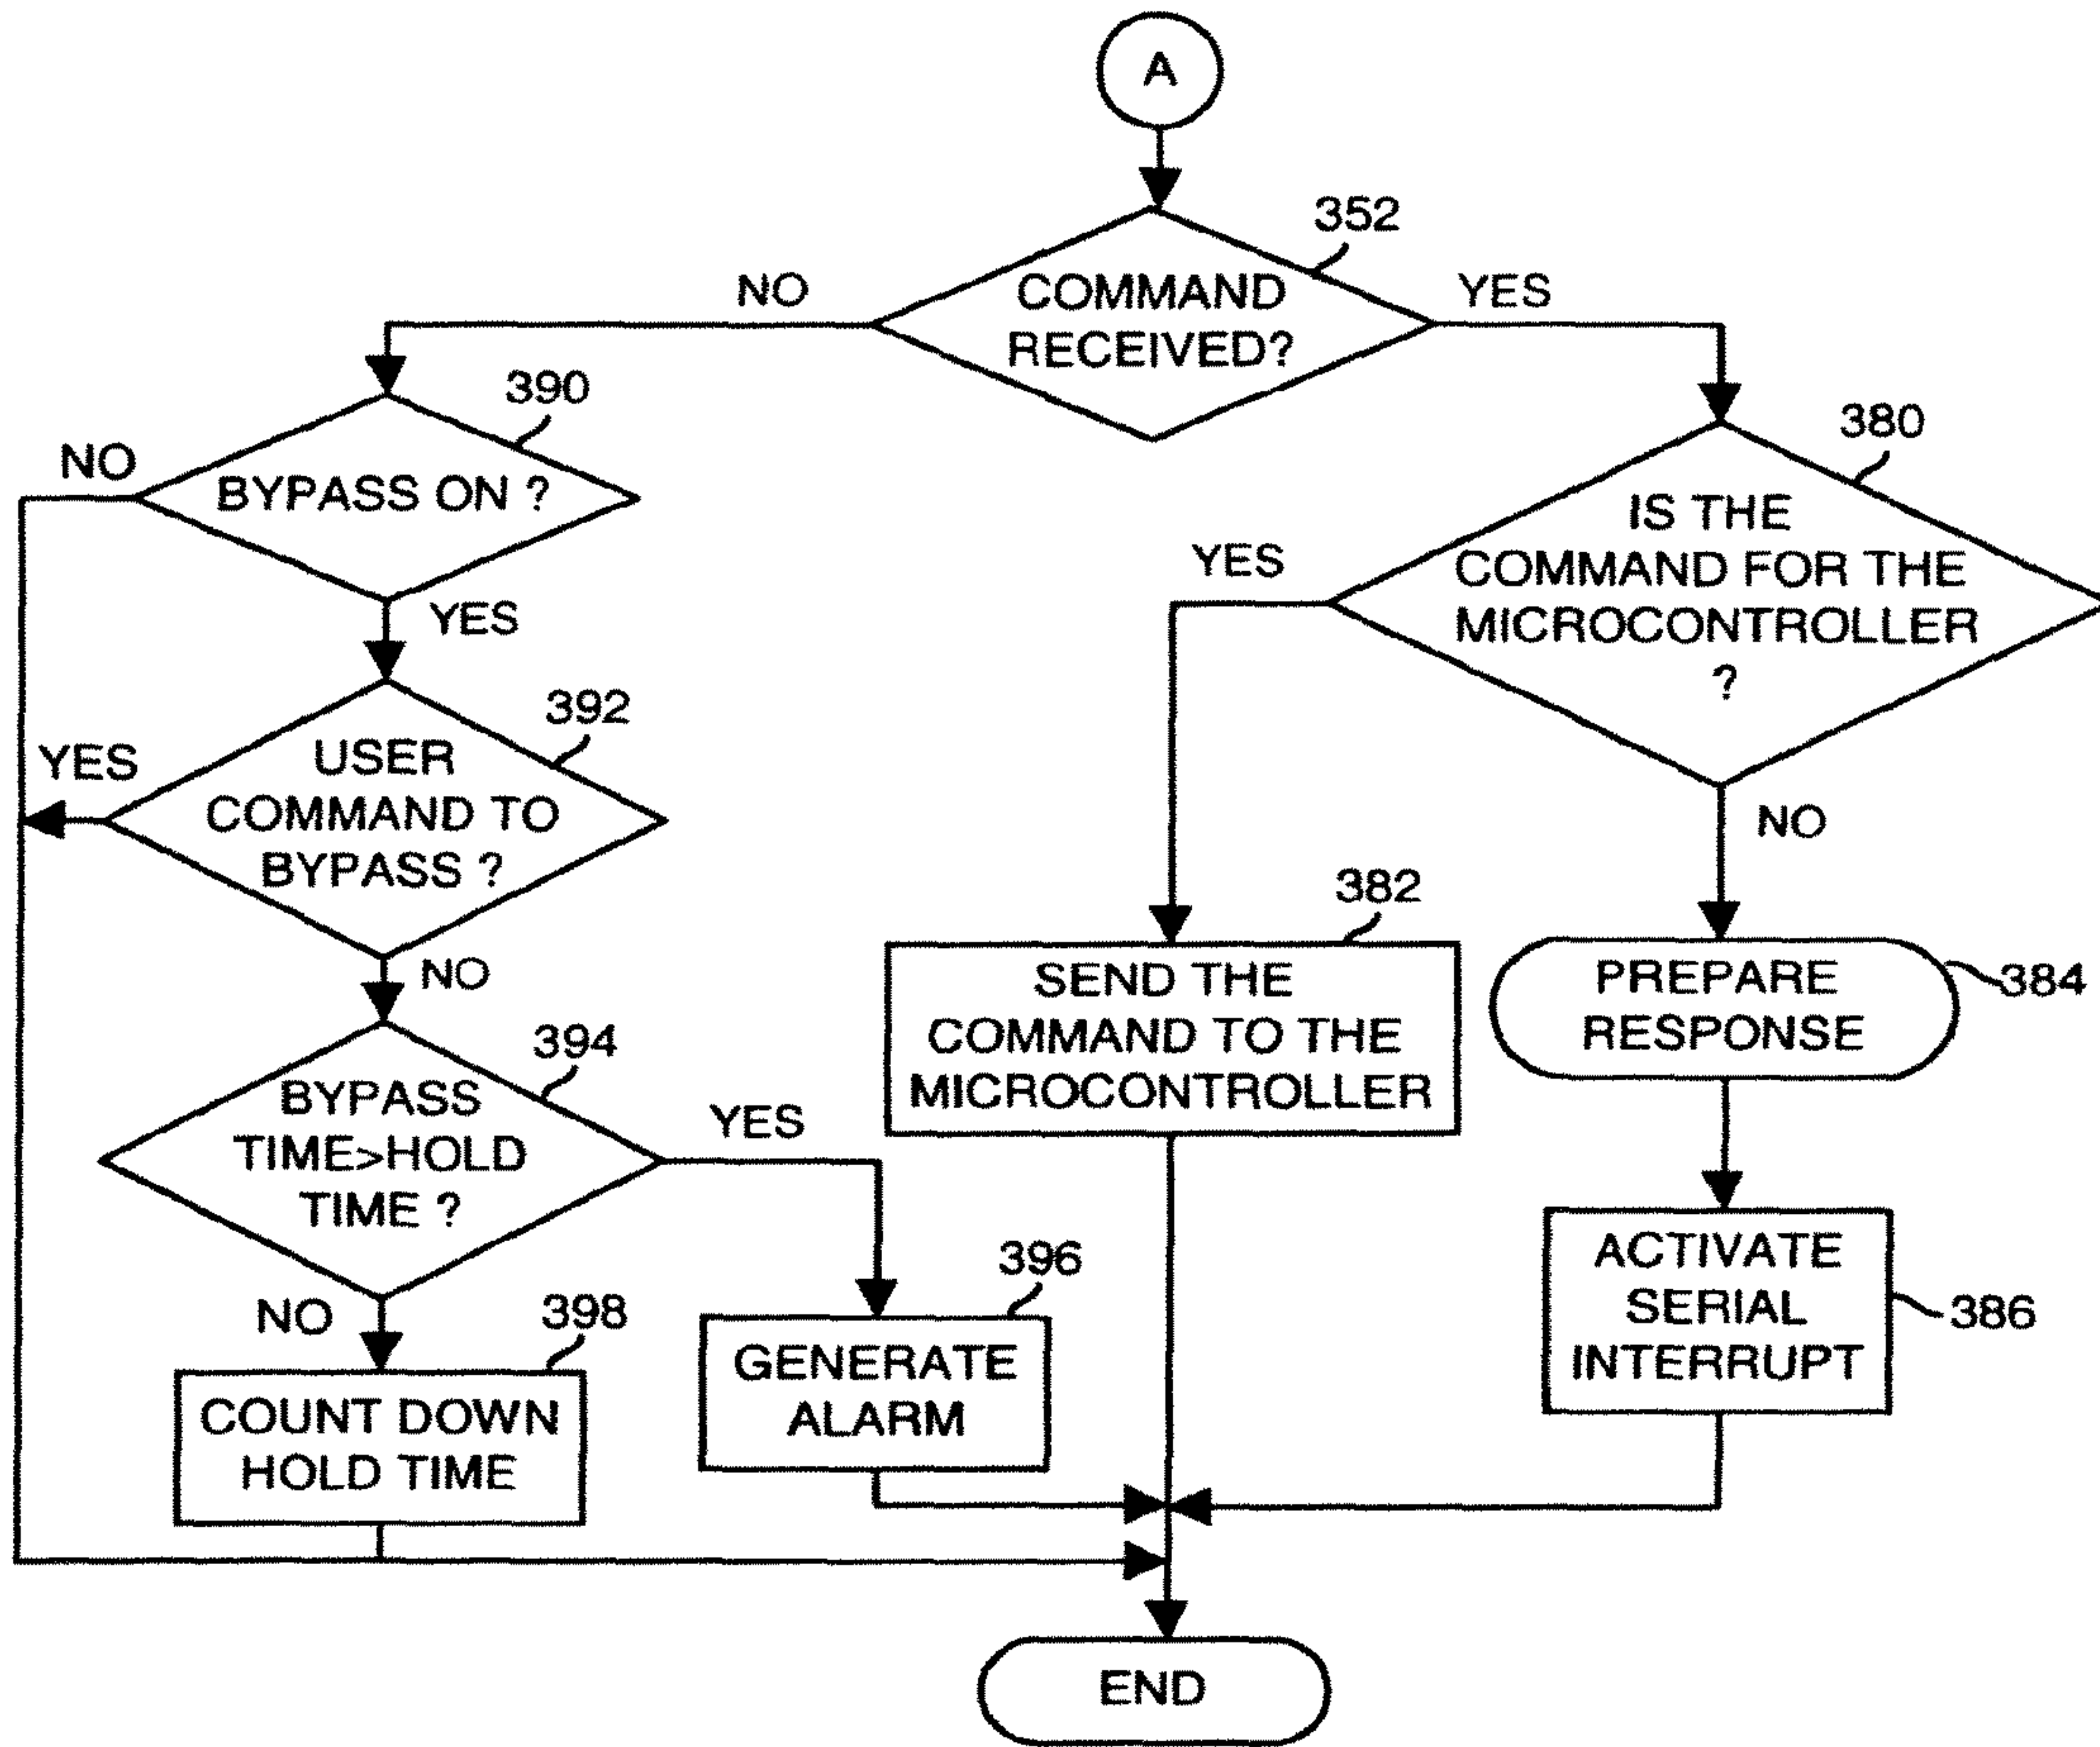 A
352
COMMAND
RECEIVED?
NO
YES
390
BYPASS ON ?
NO
YES
380
IS THE
COMMAND FOR THE
MICROCONTROLLER
?
YES
NO
392
USER
COMMAND TO
BYPASS ?
YES
NO
382
SEND THE
COMMAND TO THE
MICROCONTROLLER
384
PREPARE
RESPONSE
394
BYPASS
TIME>HOLD
TIME ?
YES
NO
386
ACTIVATE
SERIAL
INTERRUPT
396
GENERATE
ALARM
398
COUNT DOWN
HOLD TIME
END